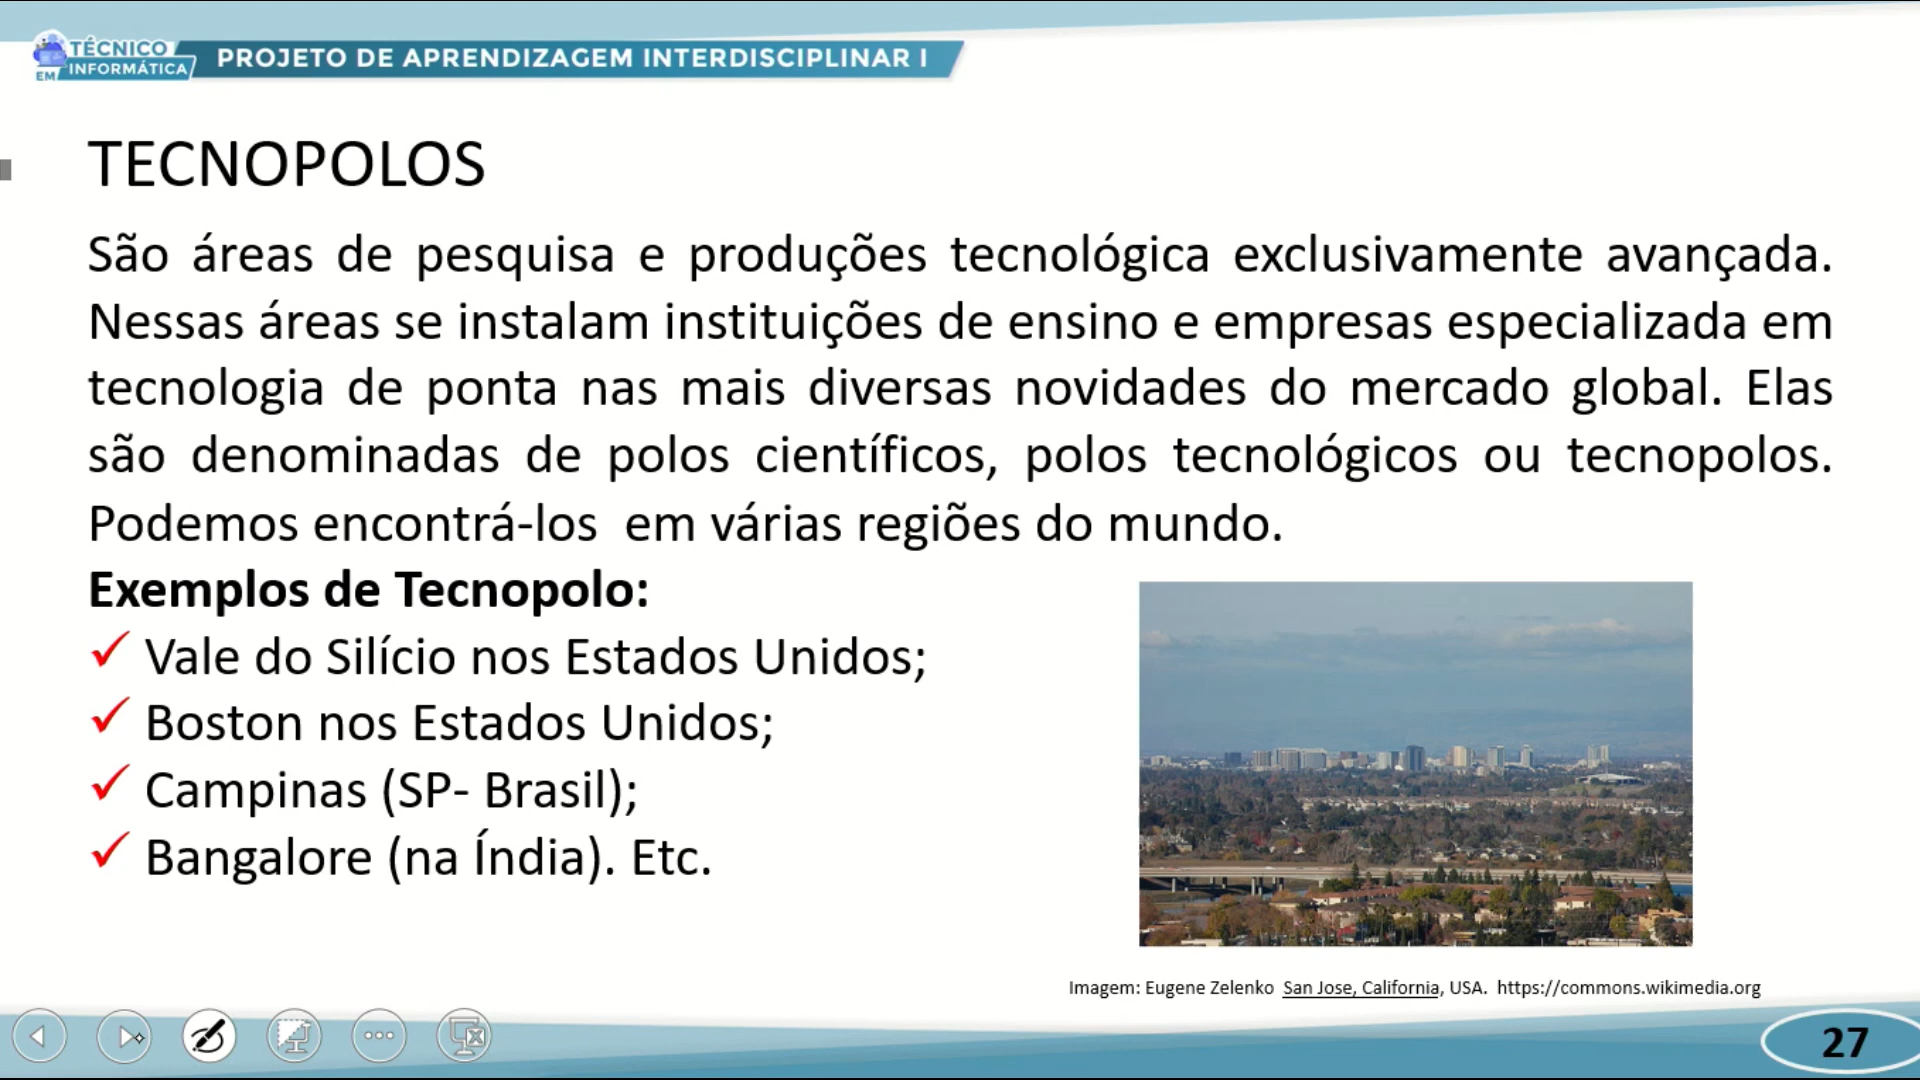 TÉCNICO
EM INFORMÁTICA
PROJETO DE APRENDIZAGEM INTERDISCIPLINAR I
TECNOPOLOS
São áreas de pesquisa e produções tecnológica exclusivamente avançada.
Nessas áreas se instalam instituições de ensino e empresas especializada em
tecnologia de ponta nas mais diversas novidades do mercado global. Elas
são denominadas de polos científicos, polos tecnológicos ou tecnopolos.
Podemos encontrá-los em várias regiões do mundo.
Exemplos de Tecnopolo:
✓ Vale do Silício nos Estados Unidos;
✓ Boston nos Estados Unidos;
✓ Campinas (SP- Brasil);
✓ Bangalore (na Índia). Etc.
Imagem: Eugene Zelenko San Jose, California, USA. https://commons.wikimedia.org
27